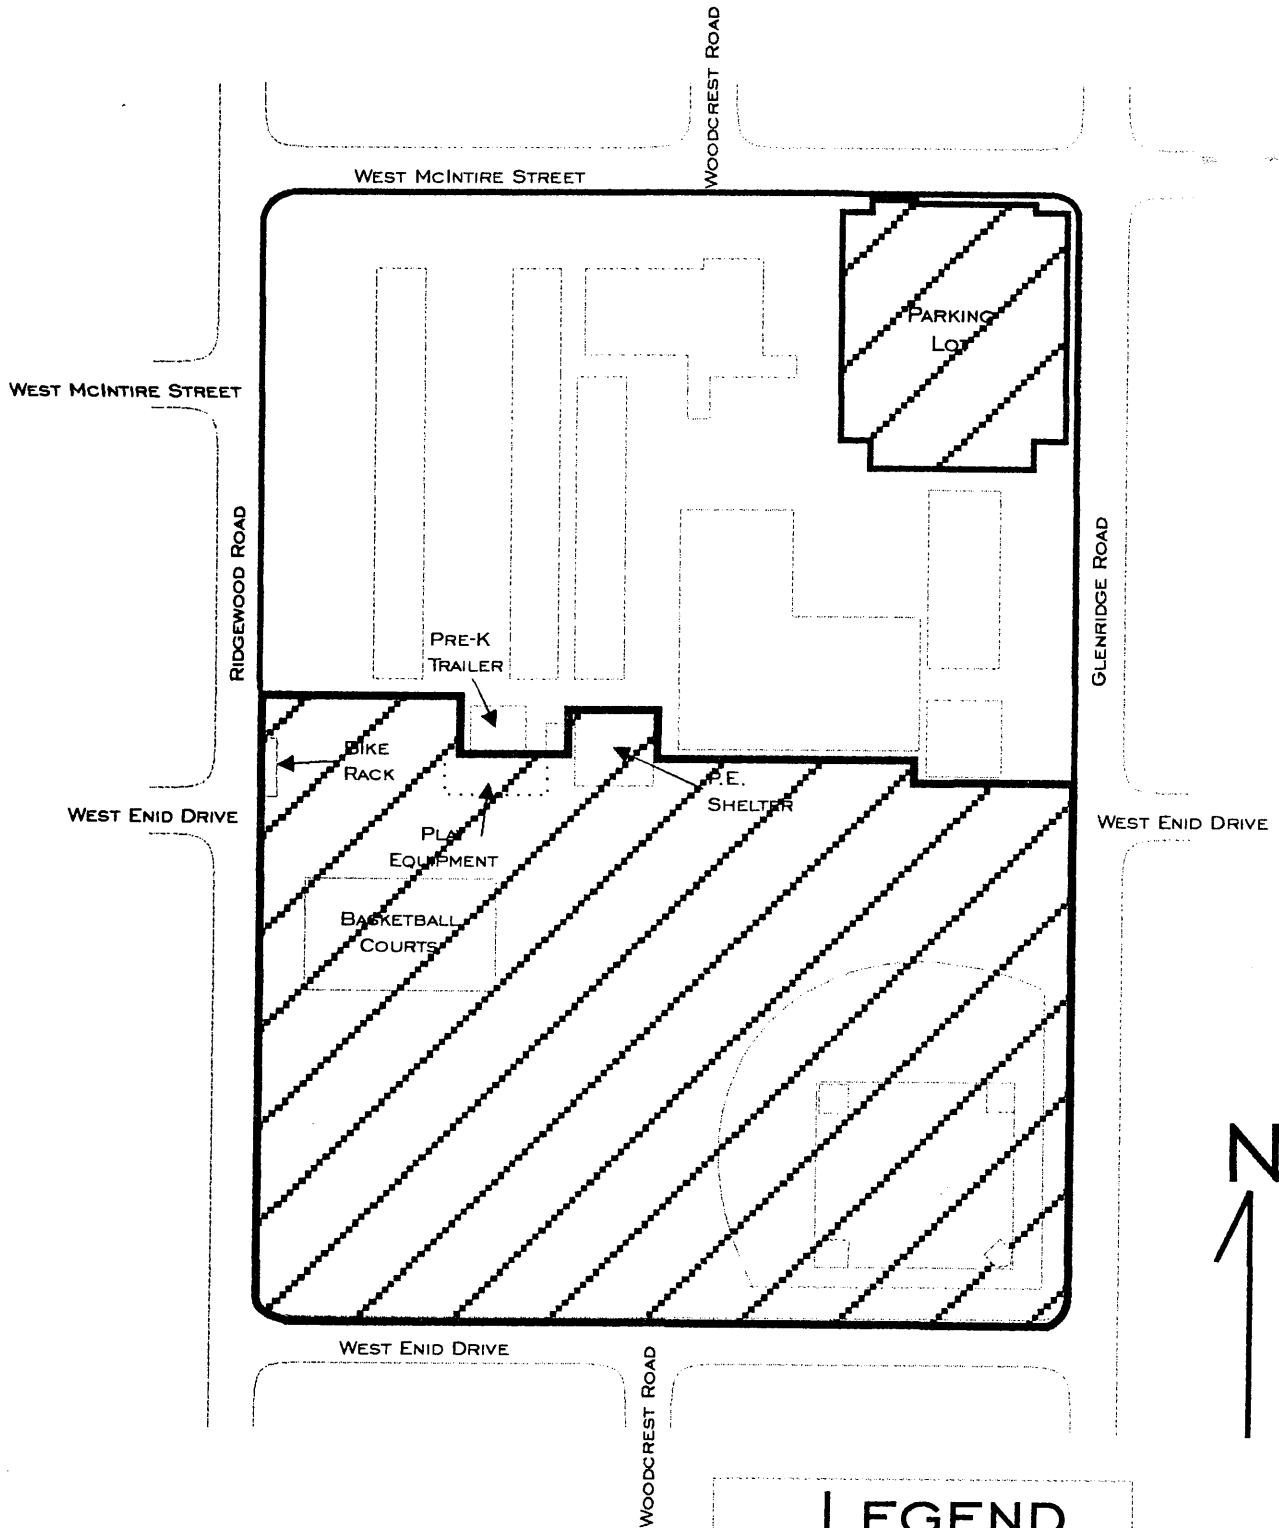 WOODCREST ROAD
WEST MCINTIRE STREET
PARKING
LOT
WEST MCINTIRE STREET
RIDGEWOOD ROAD
GLENRIDGE ROAD
PRE-K
TRAILER
BIKE
RACK
P.E.
SHELTER
WEST ENID DRIVE
WEST ENID DRIVE
PLAY
EQUIPMENT
BASKETBALL
COURTS
N
WEST ENID DRIVE
WOODCREST ROAD
LEGEND